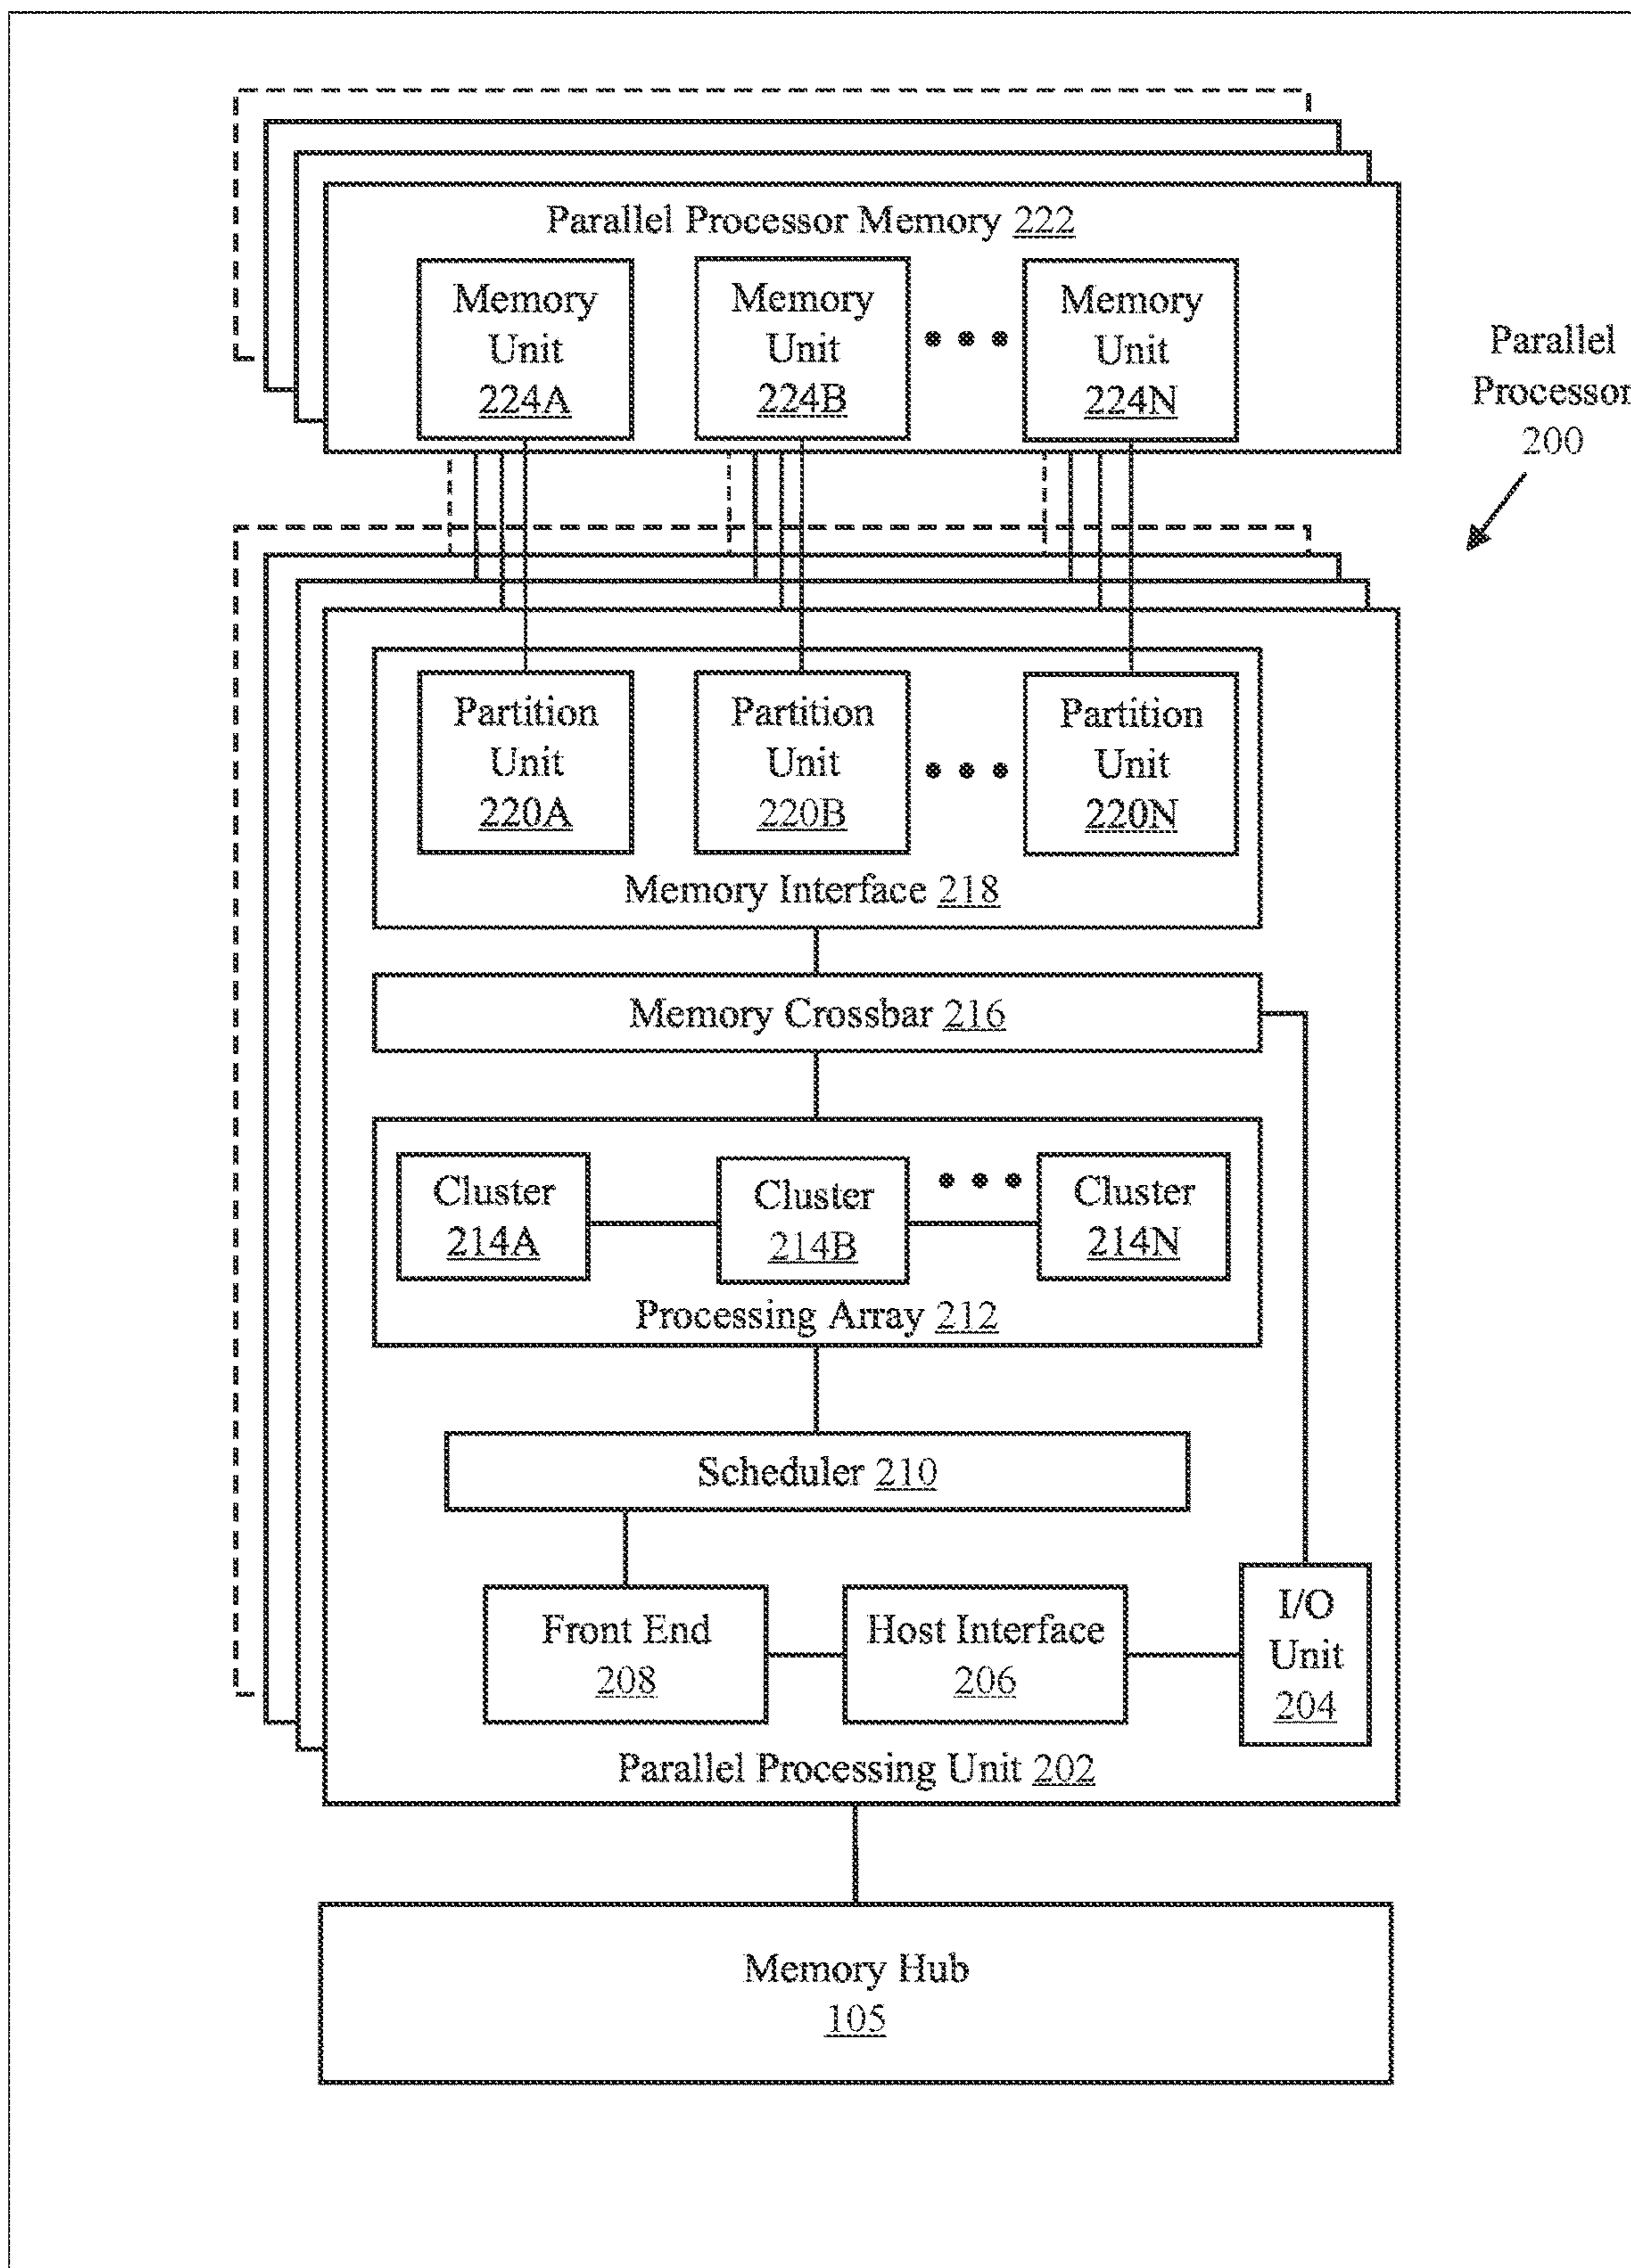 Parallel Processor Memory 222
Memory
Unit
224A
Memory
Unit
224B
Memory
Unit
224N
Parallel
Processor
200
Partition
Unit
220A
Partition
Unit
220B
Partition
Unit
220N
Memory Interface 218
Memory Crossbar 216
Cluster
214A
Cluster
214B
Cluster
214N
Processing Array 212
Scheduler 210
Front End
208
Host Interface
206
I/O
Unit
204
Parallel Processing Unit 202
Memory Hub
105